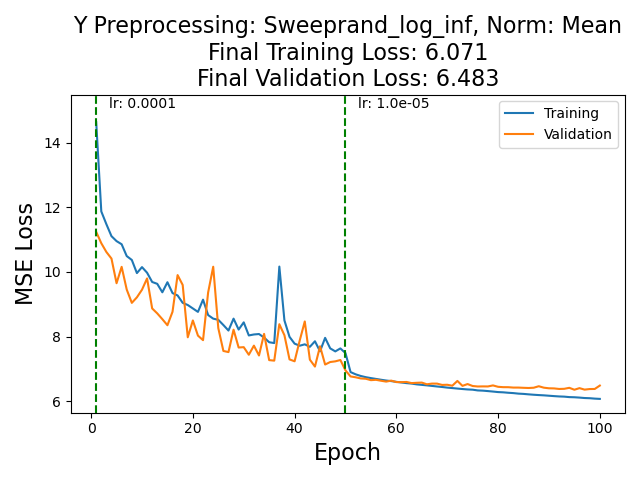 Y Preprocessing: Sweeprand_log_inf, Norm: Mean
Final Training Loss: 6.071
Final Validation Loss: 6.483
lr: 0.0001
lr: 1.0e-05
Training
Validation
14
12
10
8
6
MSE Loss
0
20
40
60
80
100
Epoch